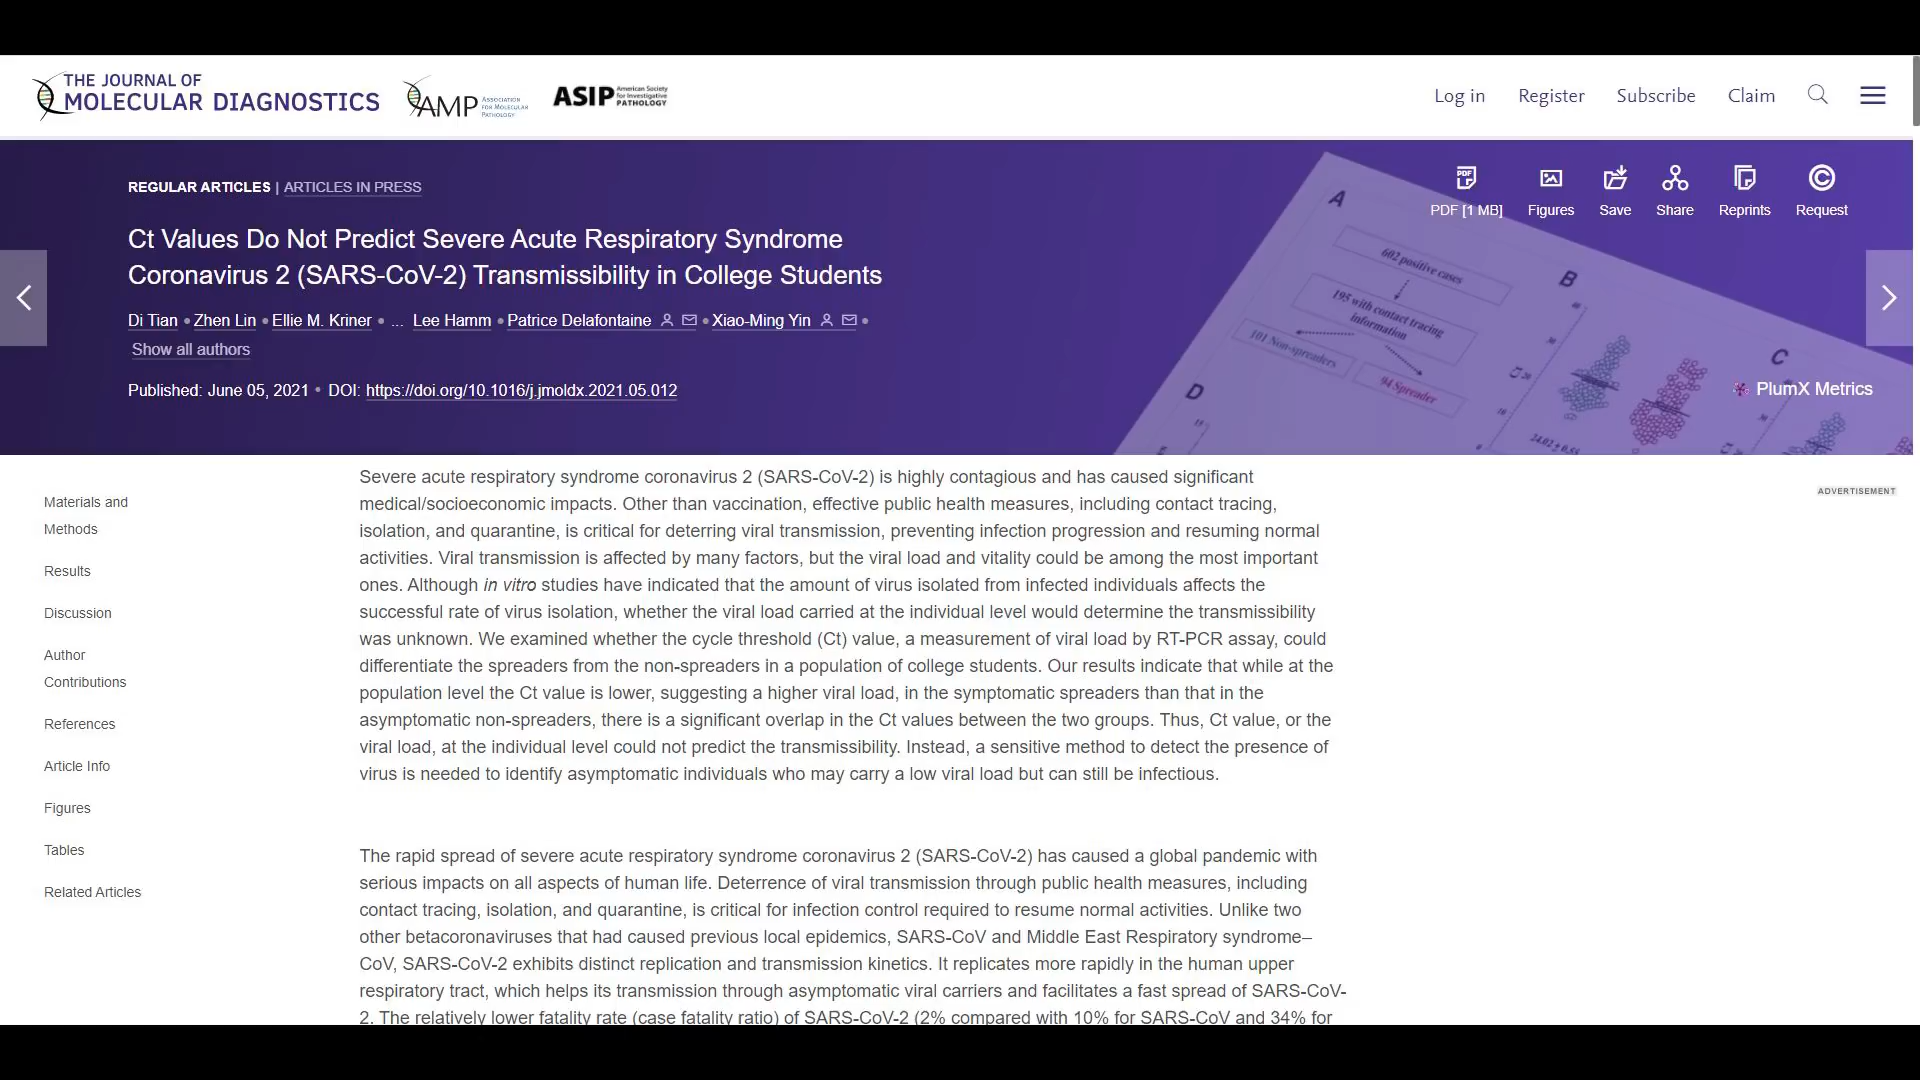 THE JOURNAL OF
MOLECULAR DIAGNOSTICS
AMP ASSOCIATION FOR MOLECULAR PATHOLOGY
ASIP American Society for Investigative PATHOLOGY
Log in Register Subscribe Claim
REGULAR ARTICLES | ARTICLES IN PRESS
PDF [1 MB] Figures Save Share Reprints Request
Ct Values Do Not Predict Severe Acute Respiratory Syndrome
Coronavirus 2 (SARS-CoV-2) Transmissibility in College Students
Di Tian • Zhen Lin • Ellie M. Kriner • ... Lee Hamm • Patrice Delafontaine • Xiao-Ming Yin •
Show all authors
Published: June 05, 2021 • DOI: https://doi.org/10.1016/j.jmoldx.2021.05.012
A
602 positive cases
195 with contact tracing
information
101 Non-spreaders
94 Spreader
B
C
D
PlumX Metrics
ADVERTISEMENT
Materials and
Methods
Results
Discussion
Author
Contributions
References
Article Info
Figures
Tables
Related Articles
Severe acute respiratory syndrome coronavirus 2 (SARS-CoV-2) is highly contagious and has caused significant
medical/socioeconomic impacts. Other than vaccination, effective public health measures, including contact tracing,
isolation, and quarantine, is critical for deterring viral transmission, preventing infection progression and resuming normal
activities. Viral transmission is affected by many factors, but the viral load and vitality could be among the most important
ones. Although in vitro studies have indicated that the amount of virus isolated from infected individuals affects the
successful rate of virus isolation, whether the viral load carried at the individual level would determine the transmissibility
was unknown. We examined whether the cycle threshold (Ct) value, a measurement of viral load by RT-PCR assay, could
differentiate the spreaders from the non-spreaders in a population of college students. Our results indicate that while at the
population level the Ct value is lower, suggesting a higher viral load, in the symptomatic spreaders than that in the
asymptomatic non-spreaders, there is a significant overlap in the Ct values between the two groups. Thus, Ct value, or the
viral load, at the individual level could not predict the transmissibility. Instead, a sensitive method to detect the presence of
virus is needed to identify asymptomatic individuals who may carry a low viral load but can still be infectious.
The rapid spread of severe acute respiratory syndrome coronavirus 2 (SARS-CoV-2) has caused a global pandemic with
serious impacts on all aspects of human life. Deterrence of viral transmission through public health measures, including
contact tracing, isolation, and quarantine, is critical for infection control required to resume normal activities. Unlike two
other betacoronaviruses that had caused previous local epidemics, SARS-CoV and Middle East Respiratory syndrome–
CoV, SARS-CoV-2 exhibits distinct replication and transmission kinetics. It replicates more rapidly in the human upper
respiratory tract, which helps its transmission through asymptomatic viral carriers and facilitates a fast spread of SARS-CoV-
2. The relatively lower fatality rate (case fatality ratio) of SARS-CoV-2 (2% compared with 10% for SARS-CoV and 34% for